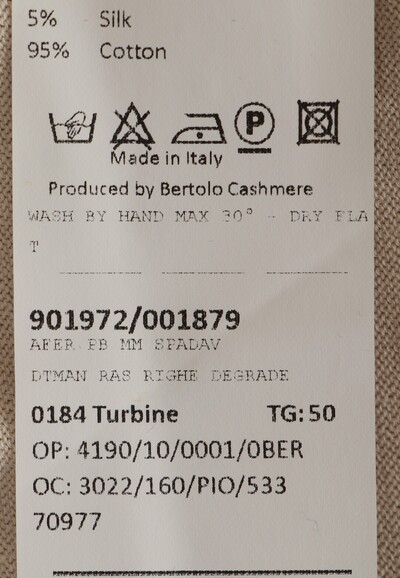 5% Silk
95% Cotton
P
Made in Italy
Produced by Bertolo Cashmere
WASH BY HAND MAX 30° - DRY FLA
T
901972/001879
AFER BB MM SFADAV
DTMAN RAS RIGHE DEGRADE
0184 Turbine TG:50
OP: 4190/10/0001/0BER
OC: 3022/160/PIO/533
70977